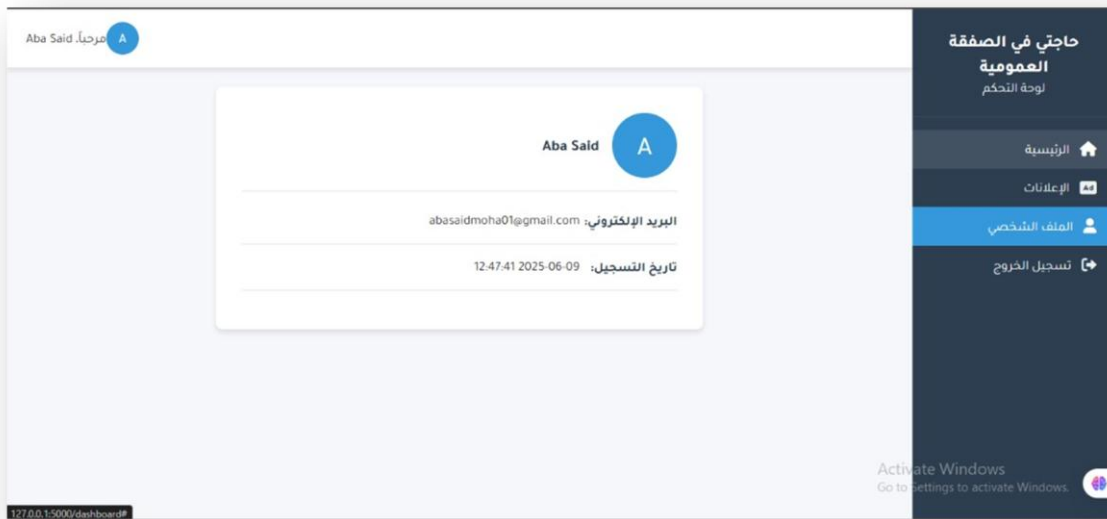 حاجتي في الصفقة
العمومية
لوحة التحكم
الرئيسية
Ad الإعلانات
الملف الشخصي
تسجيل الخروج
A مرحباً، Aba Said
A Aba Said
البريد الإلكتروني: abasaidmoha01@gmail.com
تاريخ التسجيل: 2025-06-09 12:47:41
Activate Windows
Go to Settings to activate Windows.
127.0.0.1:5000/dashboard#